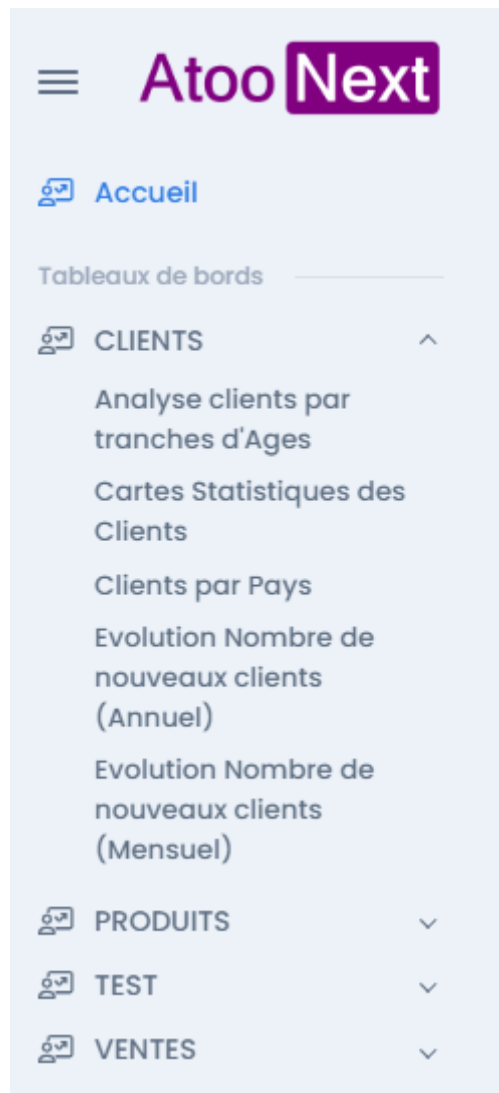 Atoo Next
Accueil
Tableaux de bords
CLIENTS
Analyse clients par
tranches d'Ages
Cartes Statistiques des
Clients
Clients par Pays
Evolution Nombre de
nouveaux clients
(Annuel)
Evolution Nombre de
nouveaux clients
(Mensuel)
PRODUITS
TEST
VENTES